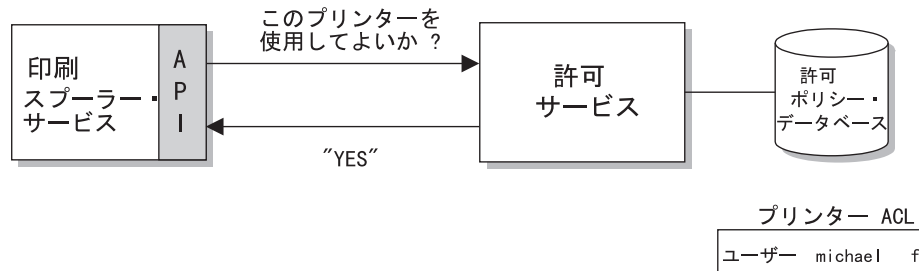 このプリンターを
使用してよいか ?
印刷
スプーラー・
サービス
A
P
I
許可
サービス
許可
ポリシー・
データベース
"YES"
プリンター ACL
ユーザー michael f